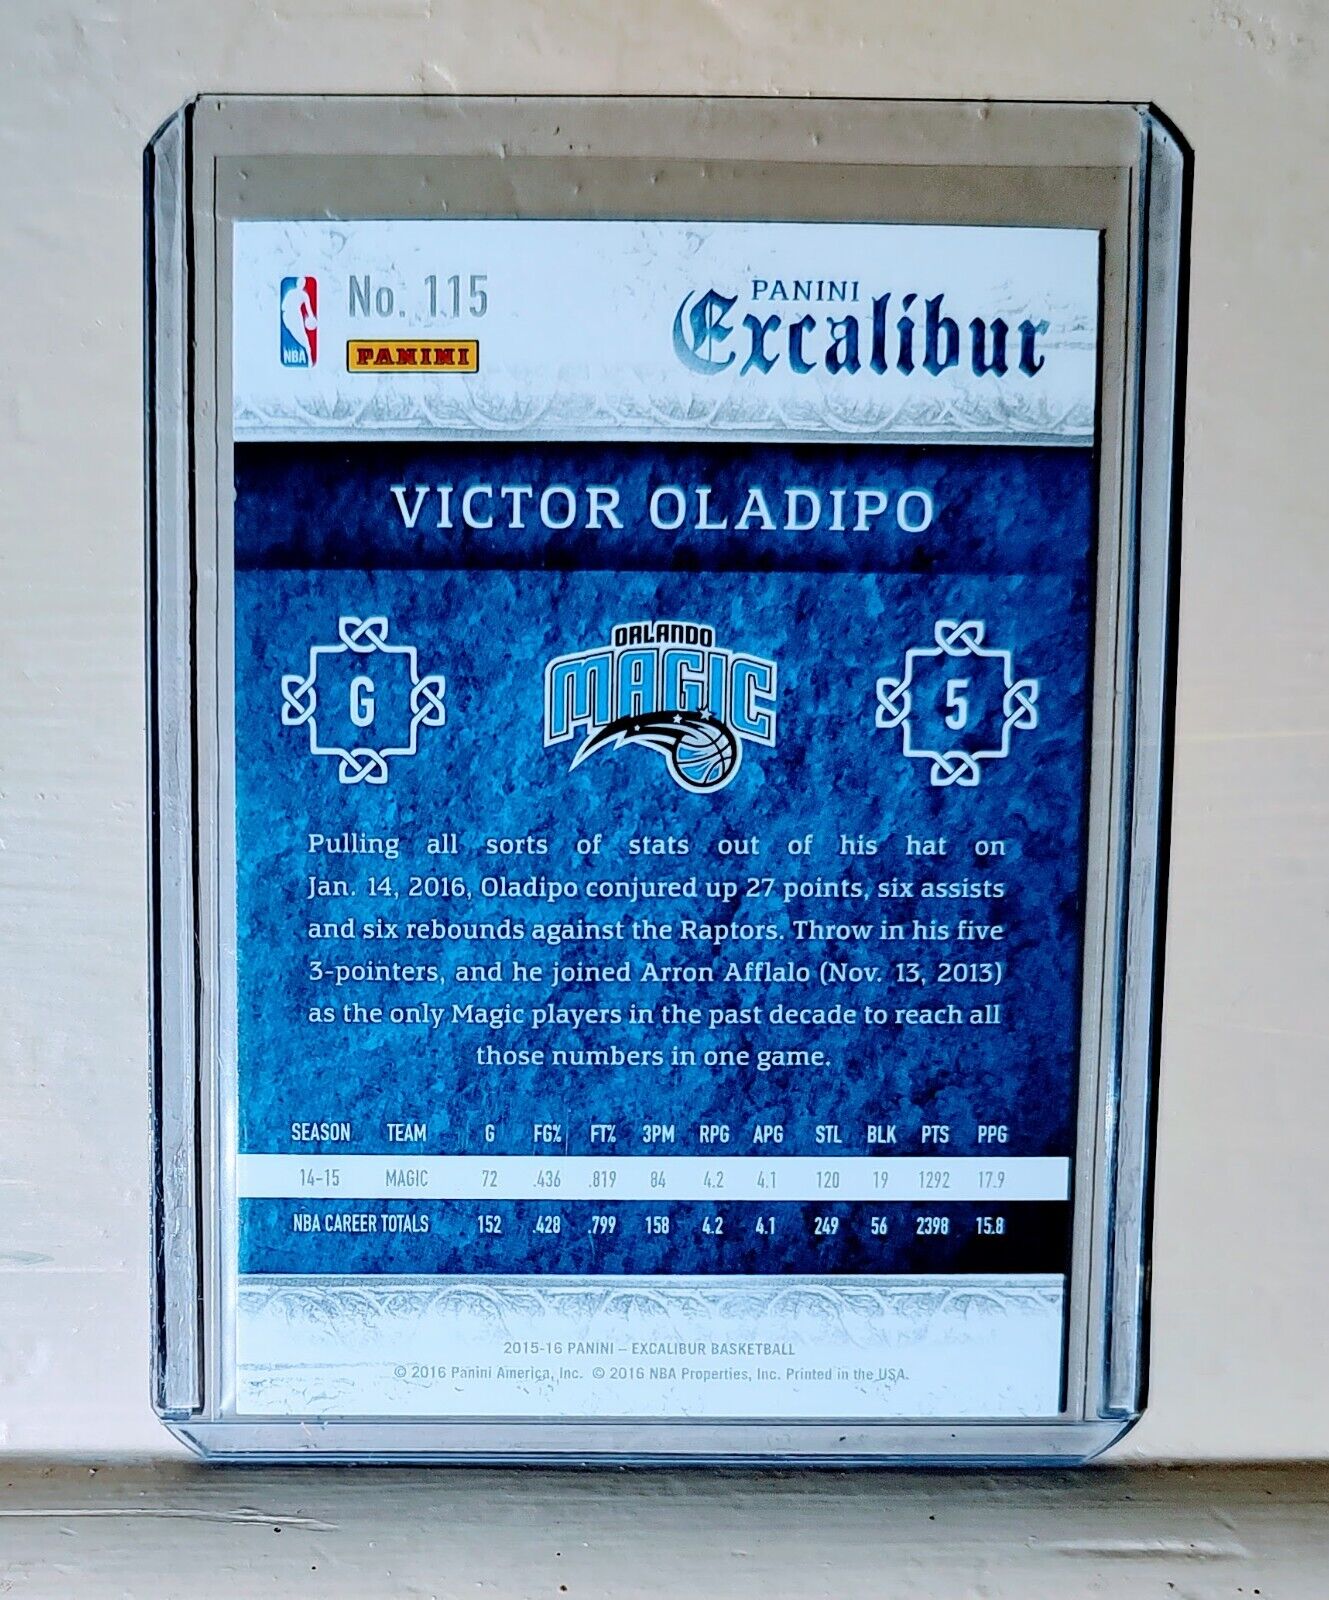 No. 115
NBA
PANINI
PANINI
Excalibur
VICTOR OLADIPO
G
ORLANDO
MAGIC
5
Pulling all sorts of stats out of his hat on
Jan. 14, 2016, Oladipo conjured up 27 points, six assists
and six rebounds against the Raptors. Throw in his five
3-pointers, and he joined Arron Afflalo (Nov. 13, 2013)
as the only Magic players in the past decade to reach all
those numbers in one game.
SEASON TEAM G FG% FT% 3PM RPG APG STL BLK PTS PPG
14-15 MAGIC 72 .436 .819 84 4.2 4.1 120 19 1292 17.9
NBA CAREER TOTALS 152 .428 .799 158 4.2 4.1 249 56 2398 15.8
2015-16 PANINI – EXCALIBUR BASKETBALL
© 2016 Panini America, Inc. © 2016 NBA Properties, Inc. Printed in the USA.